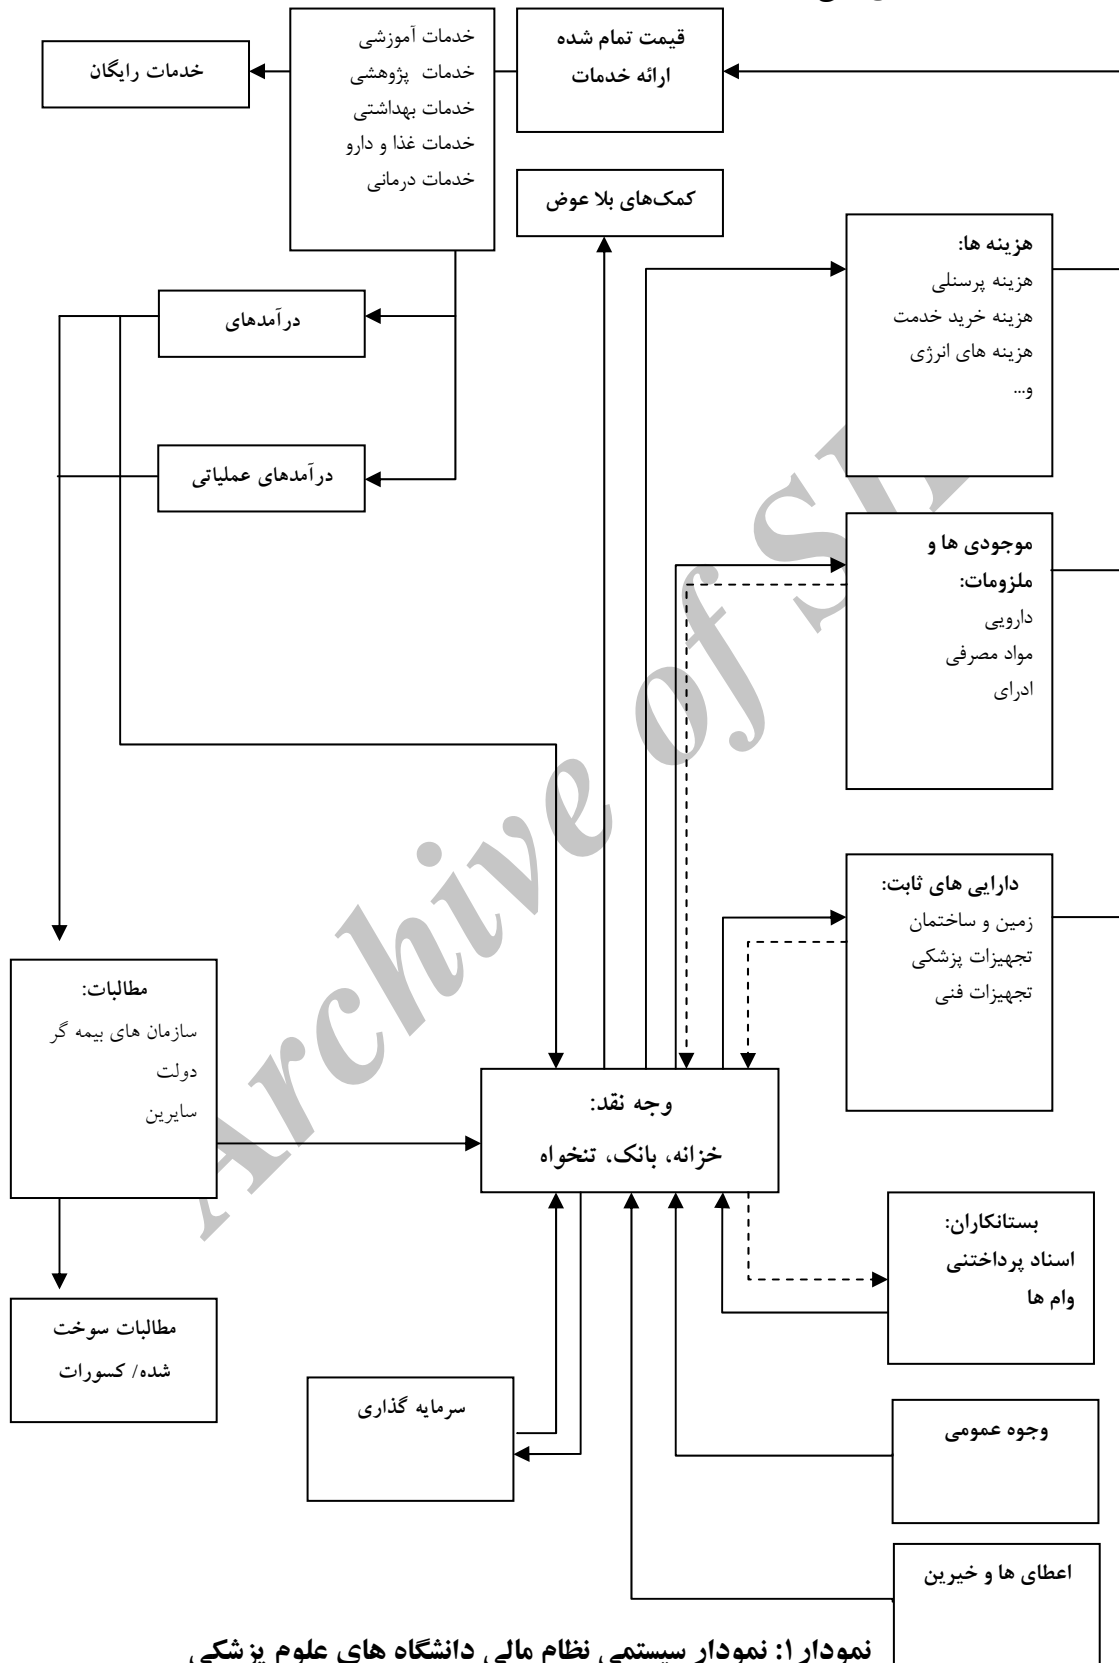 قیمت تمام شده
ارائه خدمات
خدمات آموزشی
خدمات پژوهشی
خدمات بهداشتی
خدمات غذا و دارو
خدمات درمانی
خدمات رایگان
کمک‌های بلا عوض
هزینه ها:
هزینه پرسنلی
هزینه خرید خدمت
هزینه های انرژی
و...
درآمدهای
درآمدهای عملیاتی
موجودی ها و
ملزومات:
دارویی
مواد مصرفی
ادرای
دارایی های ثابت:
زمین و ساختمان
تجهیزات پزشکی
تجهیزات فنی
مطالبات:
سازمان های بیمه گر
دولت
سایرین
وجه نقد:
خزانه، بانک، تنخواه
بستانکاران:
اسناد پرداختنی
وام ها
مطالبات سوخت
شده/ کسورات
سرمایه گذاری
وجوه عمومی
اعطای ها و خیرین
نمودار ۱: نمودار سیستمی نظام مالی دانشگاه های علوم پزشکی
Archive of